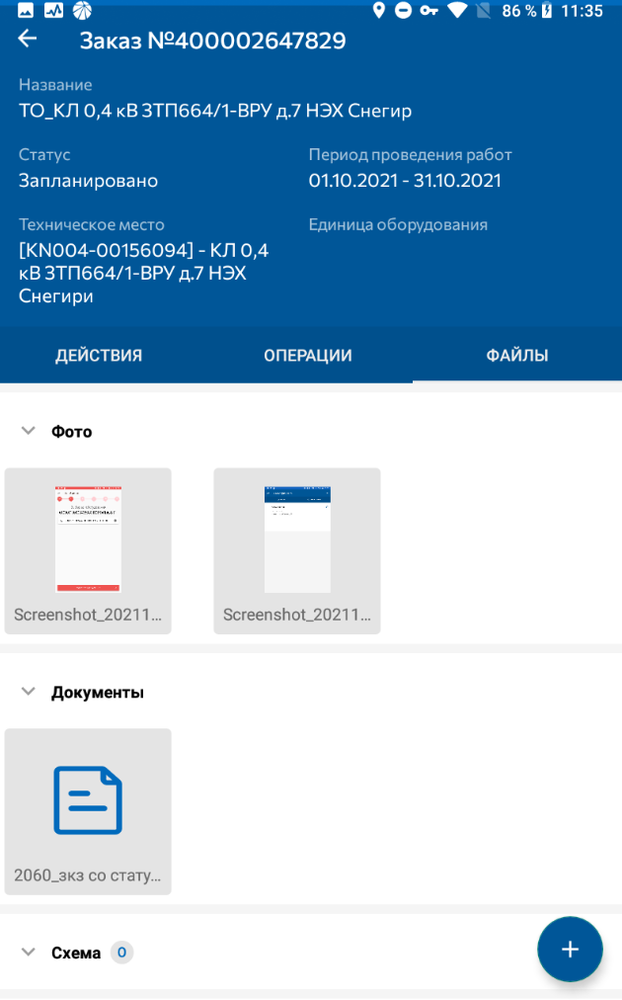 86 % 11:35
Заказ №400002647829
Название
ТО_КЛ 0,4 кВ ЗТП664/1-ВРУ д.7 НЭХ Снегир
Статус
Запланировано
Период проведения работ
01.10.2021 - 31.10.2021
Техническое место
[KN004-00156094] - КЛ 0,4
кВ ЗТП664/1-ВРУ д.7 НЭХ
Снегири
Единица оборудования
ДЕЙСТВИЯ ОПЕРАЦИИ ФАЙЛЫ
Фото
Screenshot_20211... Screenshot_20211...
Документы
2060_зкз со стату...
Схема 0